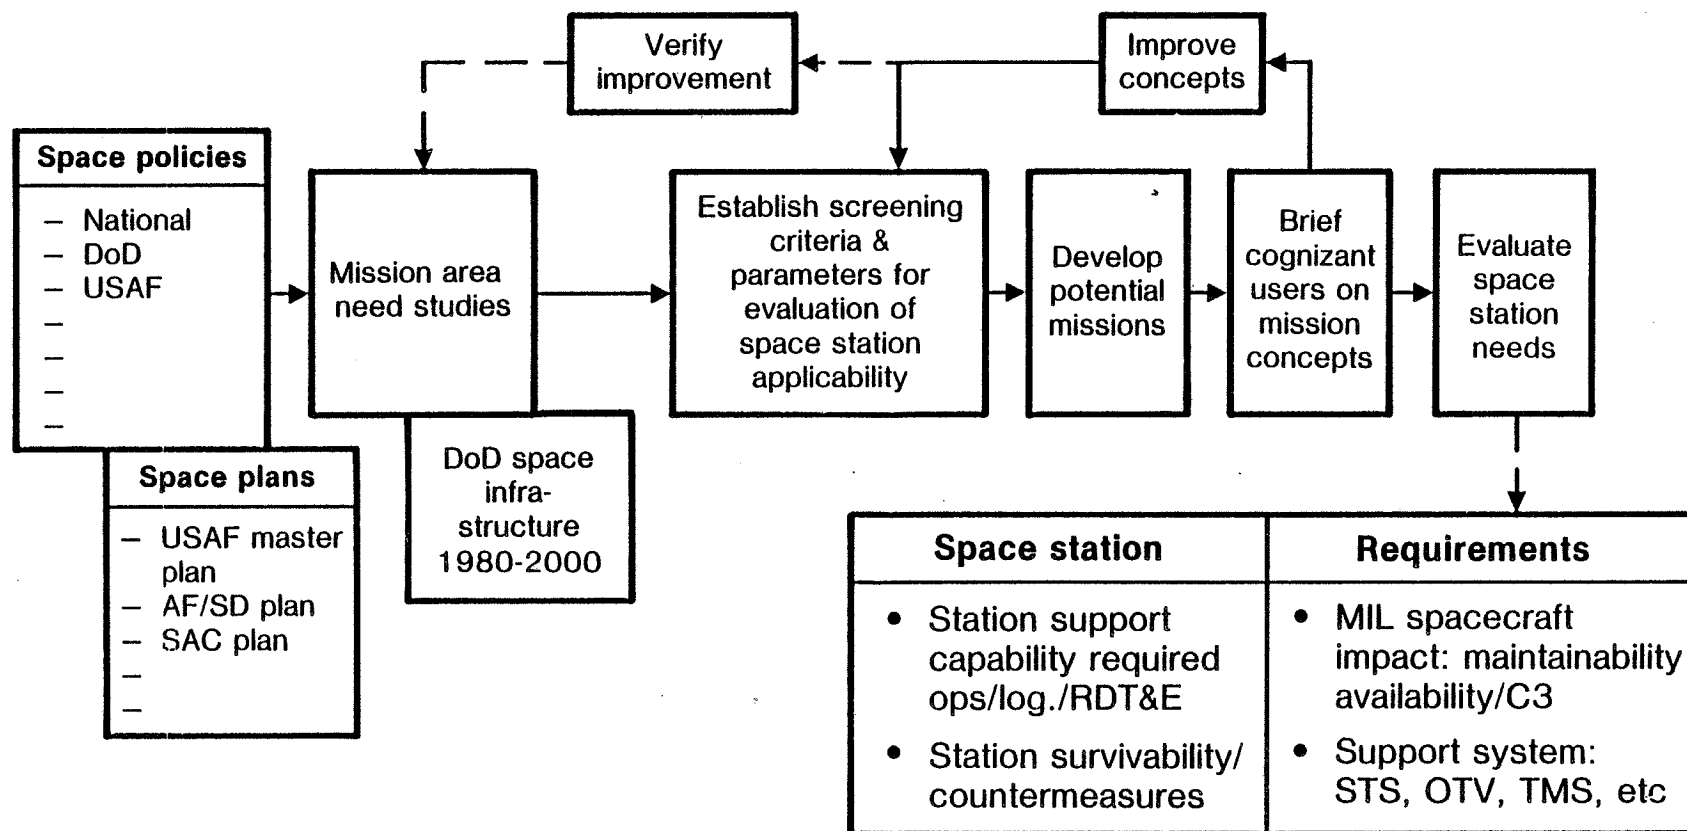 Verify
improvement
Improve
concepts
Space policies
– National
– DoD
– USAF
–
–
–
–
Space plans
– USAF master
plan
– AF/SD plan
– SAC plan
–
–
Mission area
need studies
DoD space
infra-
structure
1980-2000
Establish screening
criteria &
parameters for
evaluation of
space station
applicability
Develop
potential
missions
Brief
cognizant
users on
mission
concepts
Evaluate
space
station
needs
Space station
• Station support
capability required
ops/log./RDT&E
• Station survivability/
countermeasures
Requirements
• MIL spacecraft
impact: maintainability
availability/C3
• Support system:
STS, OTV, TMS, etc